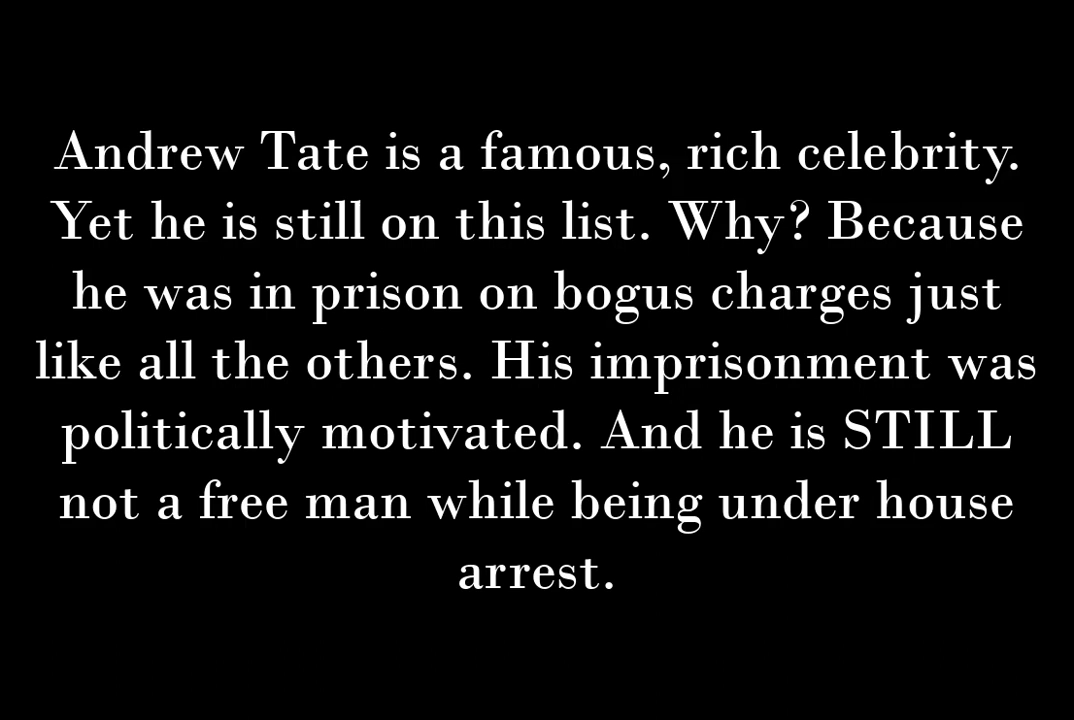 Andrew Tate is a famous, rich celebrity.
Yet he is still on this list. Why? Because
he was in prison on bogus charges just
like all the others. His imprisonment was
politically motivated. And he is STILL
not a free man while being under house
arrest.